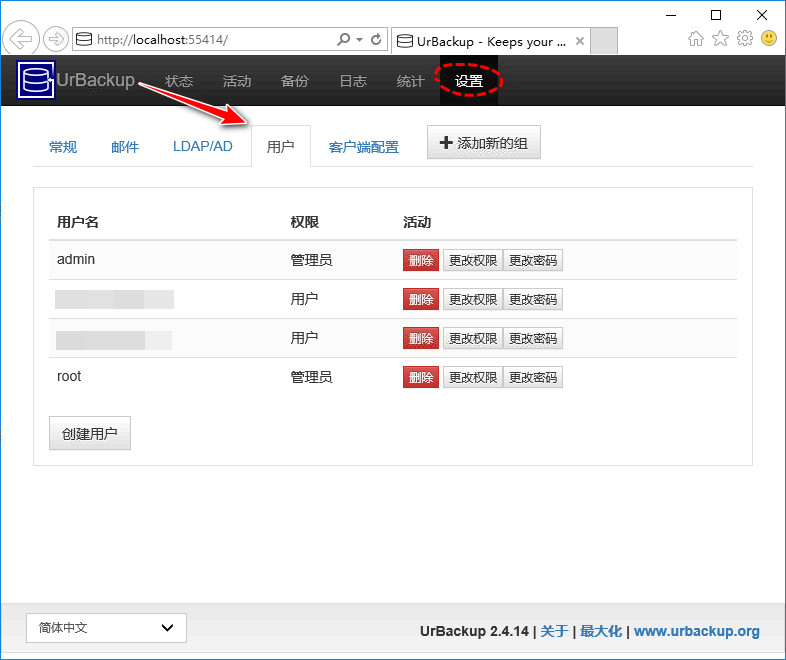 http://localhost:55414/
UrBackup - Keeps your ...
UrBackup 状态 活动 备份 日志 统计 设置
常规 邮件 LDAP/AD 用户 客户端配置 添加新的组
用户名 权限 活动
admin 管理员 删除 更改权限 更改密码
用户 删除 更改权限 更改密码
用户 删除 更改权限 更改密码
root 管理员 删除 更改权限 更改密码
创建用户
简体中文
UrBackup 2.4.14 | 关于 | 最大化 | www.urbackup.org